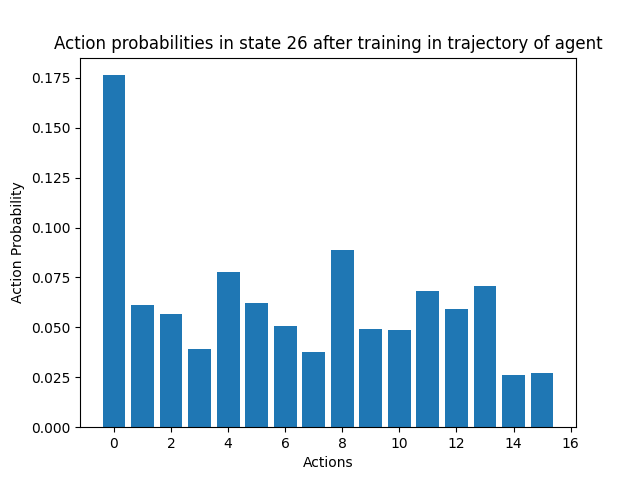 Action probabilities in state 26 after training in trajectory of agent
0.175
0.150
0.125
0.100
0.075
0.050
0.025
0.000
Action Probability
0 2 4 6 8 10 12 14 16
Actions